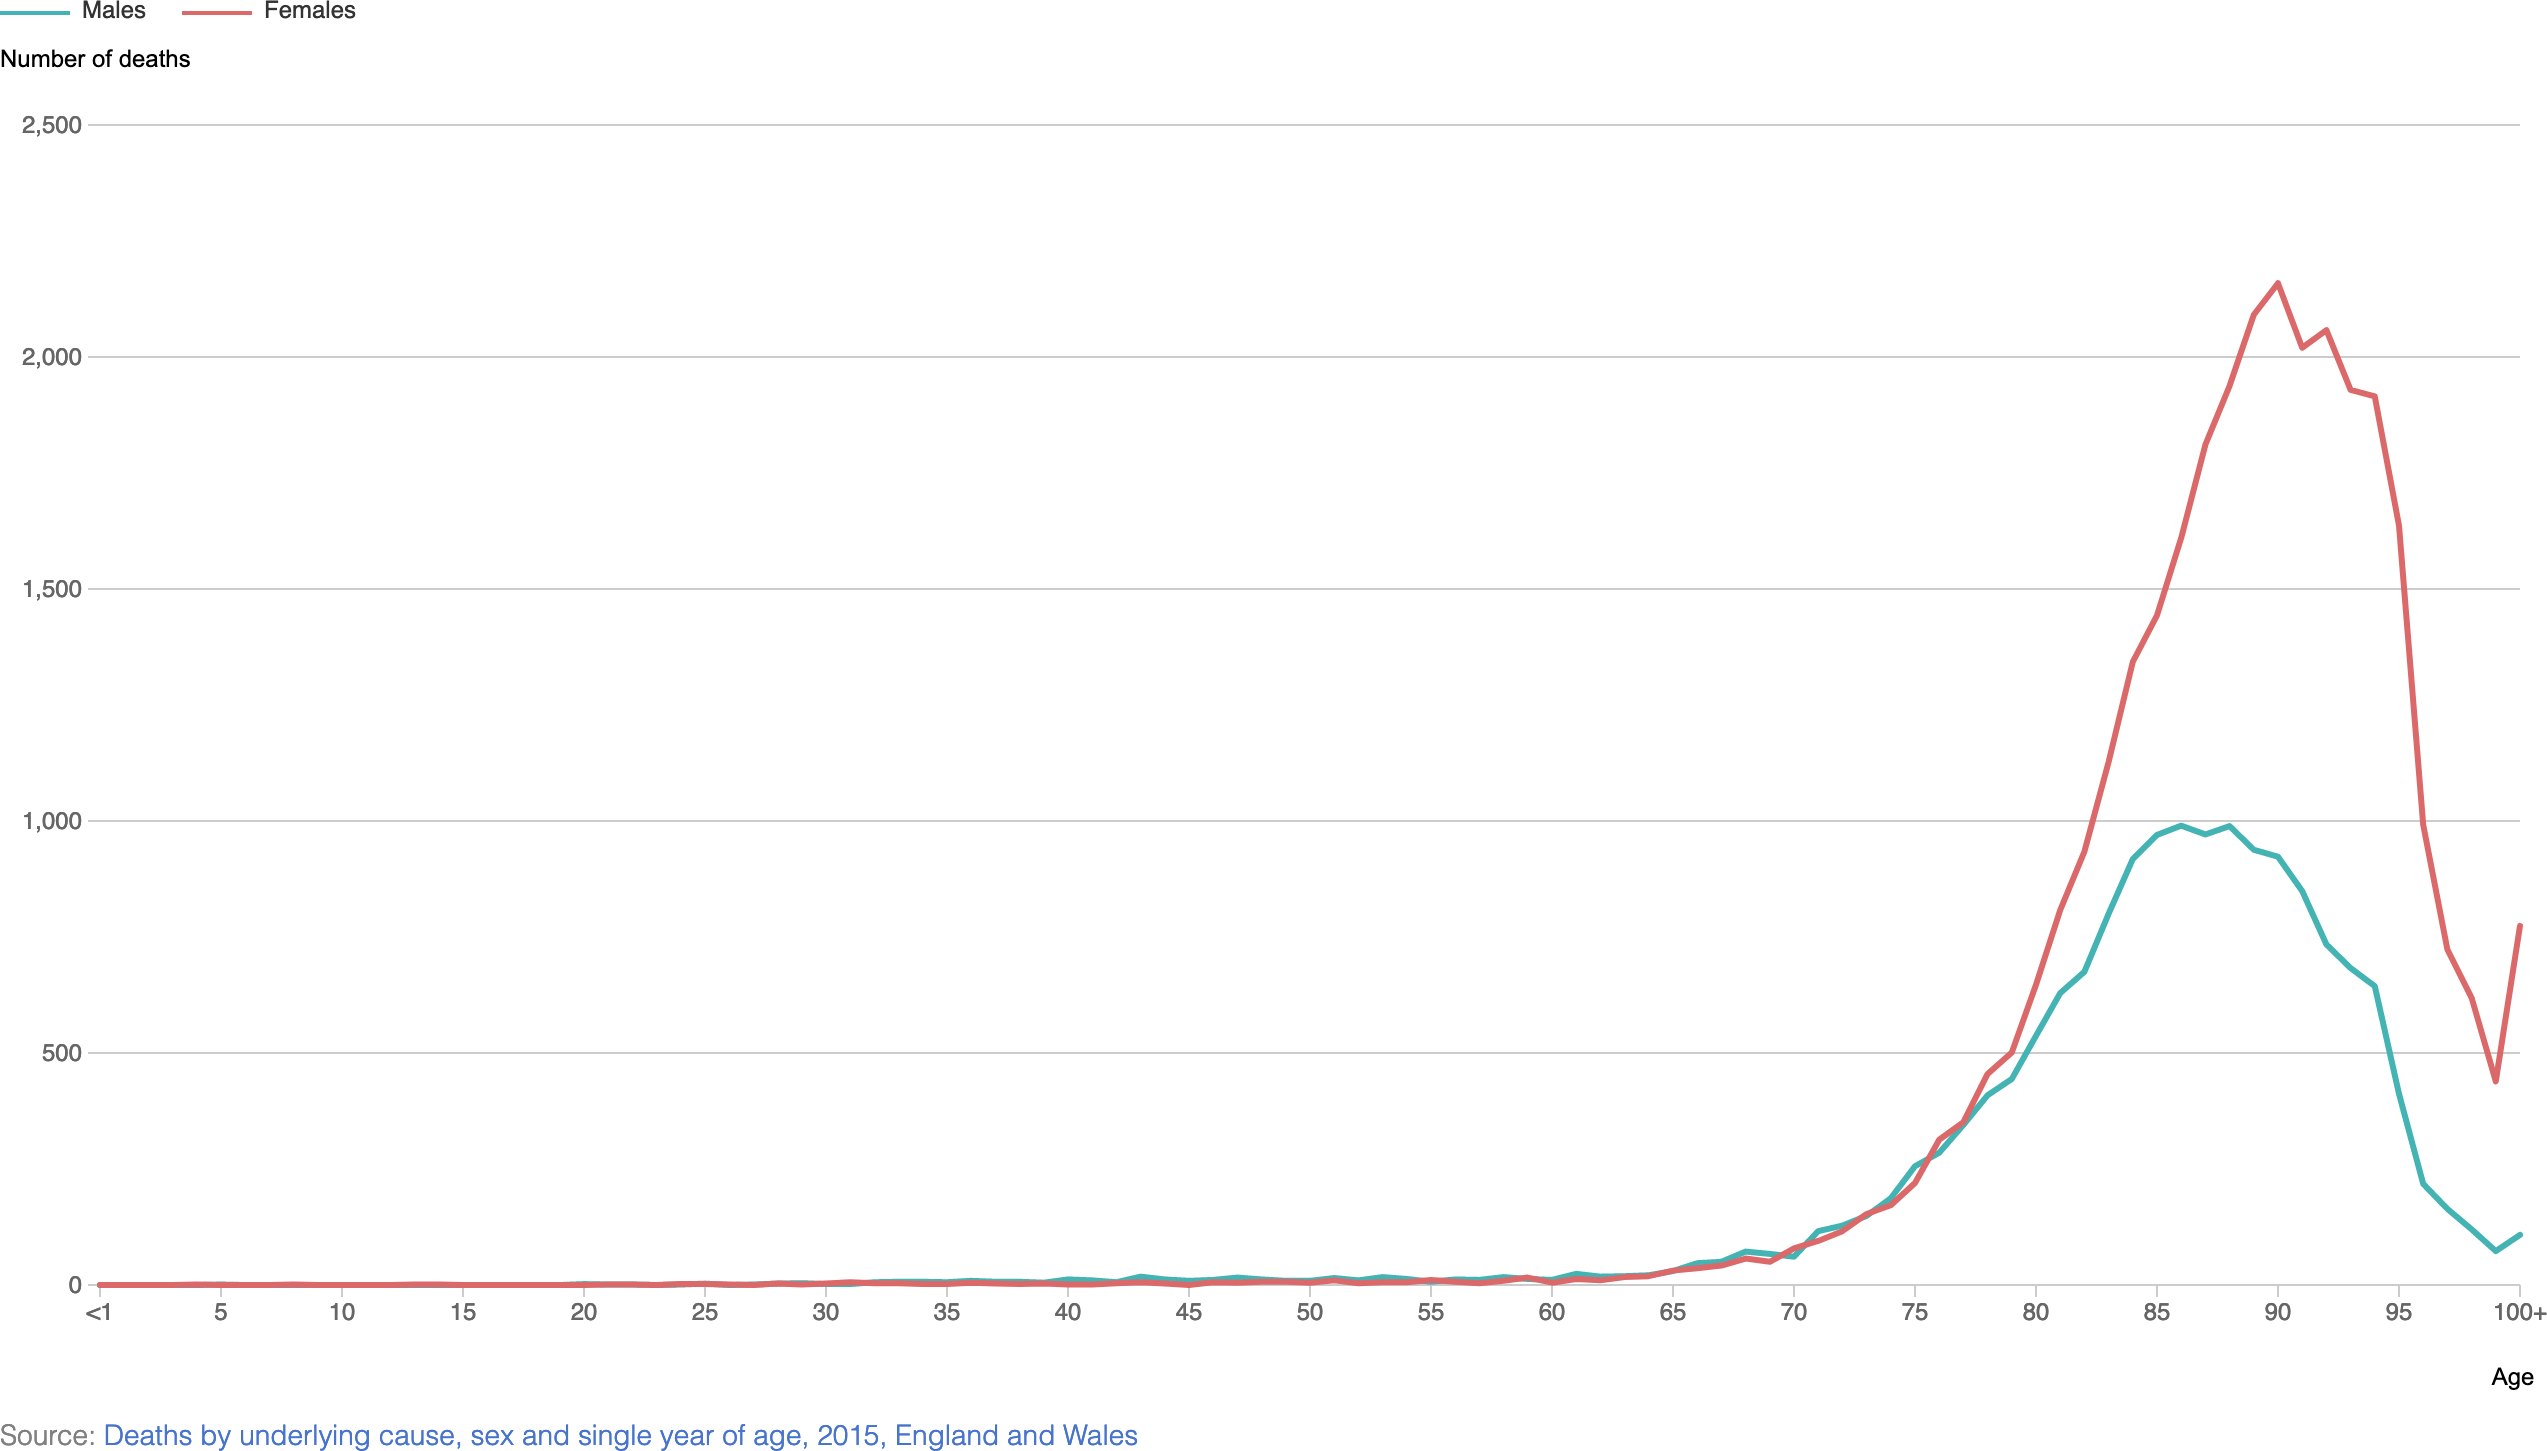 Males Females
Number of deaths
2,500
2,000
1,500
1,000
500
0
<1 5 10 15 20 25 30 35 40 45 50 55 60 65 70 75 80 85 90 95 100+
Age
Source: Deaths by underlying cause, sex and single year of age, 2015, England and Wales